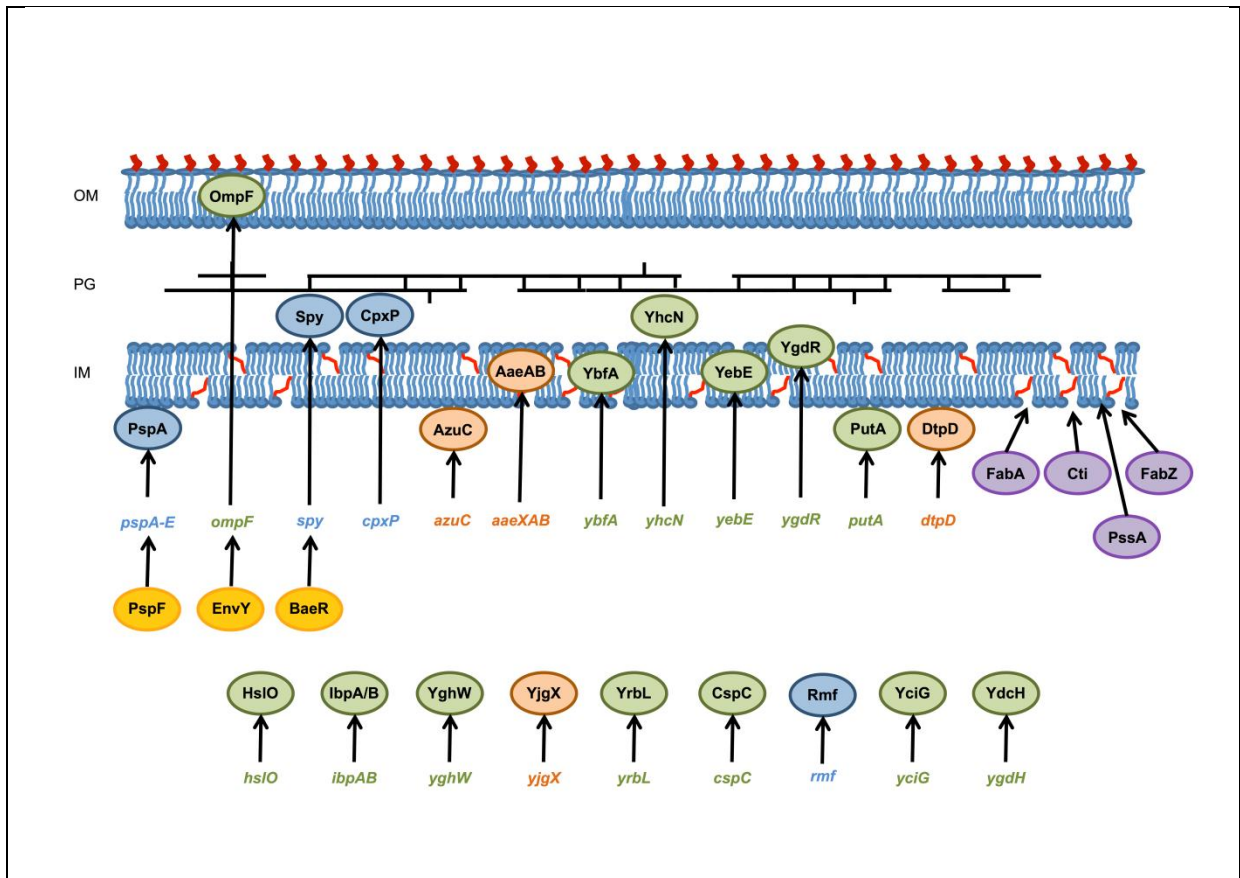 OM
OmpF
PG
Spy CpxP YhcN
IM AaeAB YbfA YebE YgdR
PspA AzuC PutA DtpD
FabA Cti FabZ
pspA-E ompF spy cpxP azuC aaeXAB ybfA yhcN yebE ygdR putA dtpD
PssA
PspF EnvY BaeR
HslO IbpA/B YghW YjgX YrbL CspC Rmf YciG YdcH
hslO ibpAB yghW yjgX yrbL cspC rmf yciG ygdH